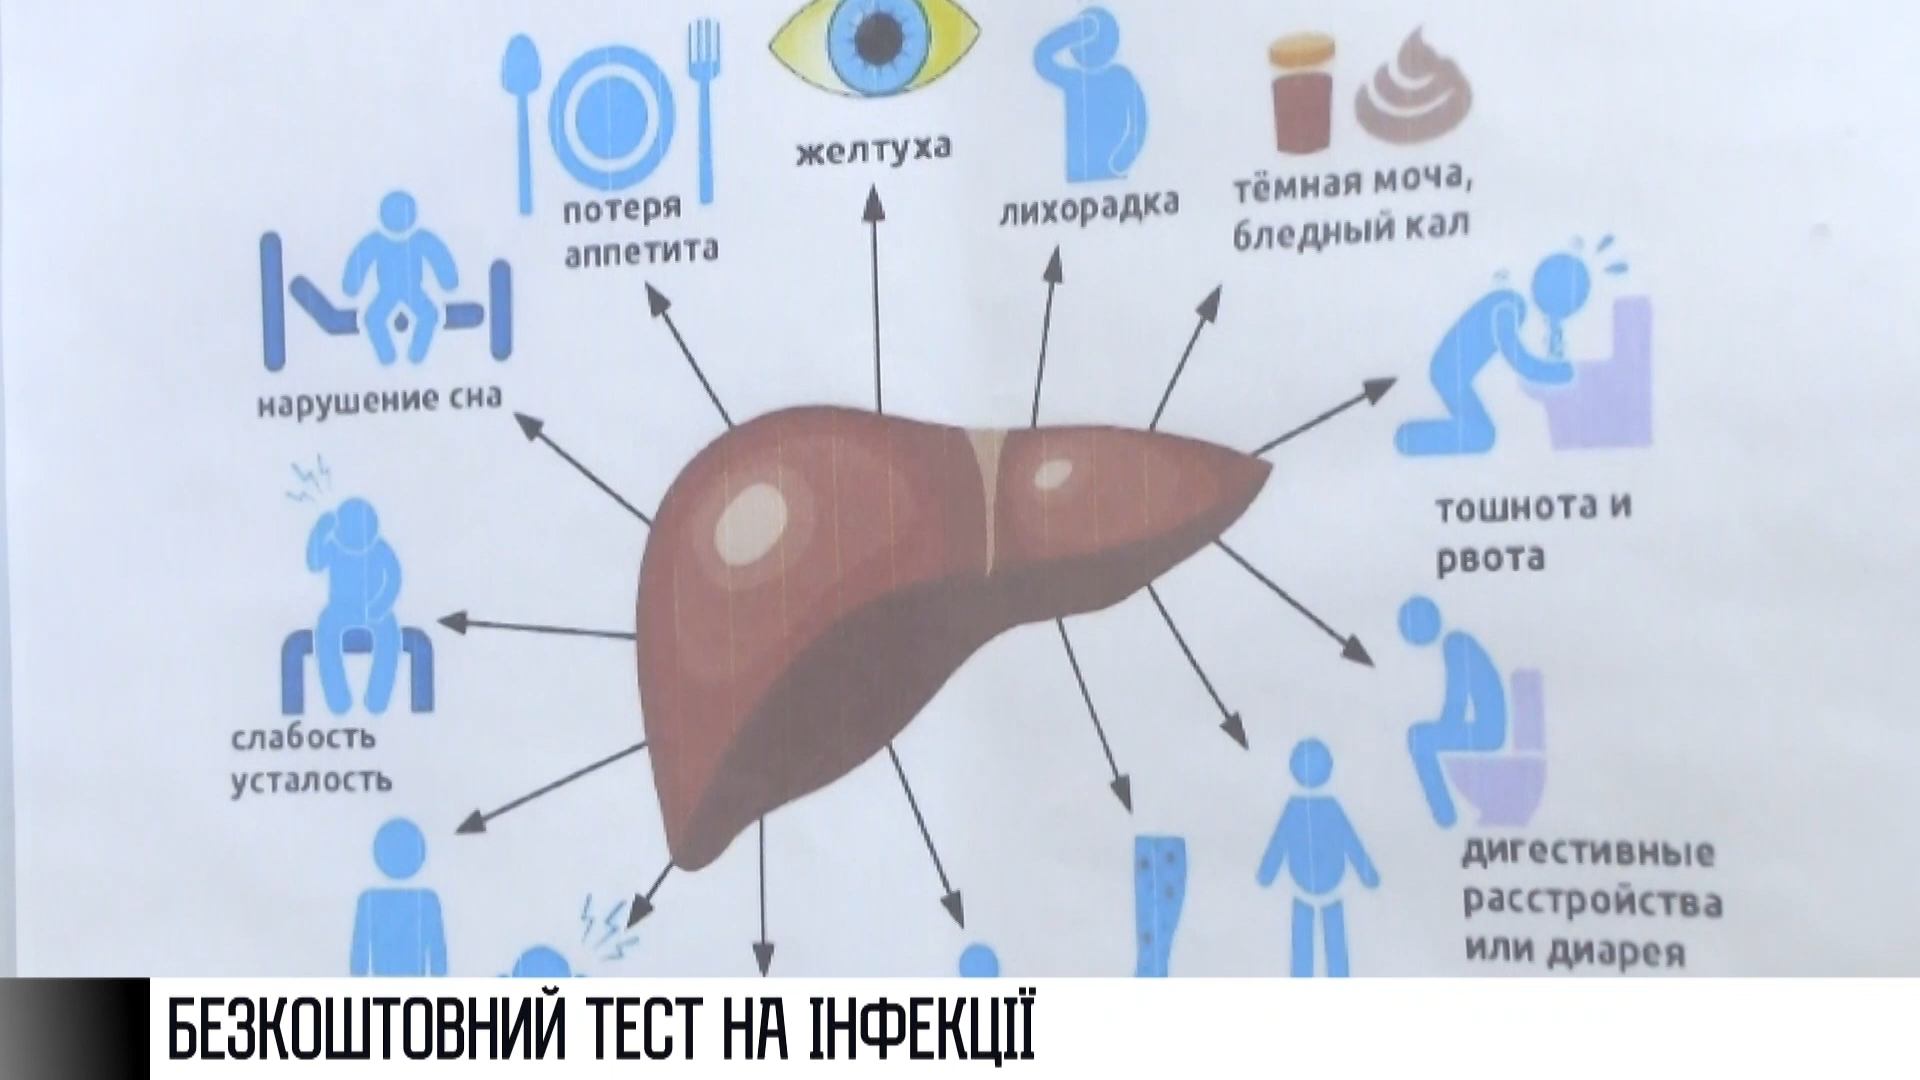 желтуха
потеря
аппетита
лихорадка
тёмная моча,
бледный кал
нарушение сна
тошнота и
рвота
слабость
усталость
дигестивные
расстройства
или диарея
БЕЗКОШТОВНИЙ ТЕСТ НА ІНФЕКЦІЇ